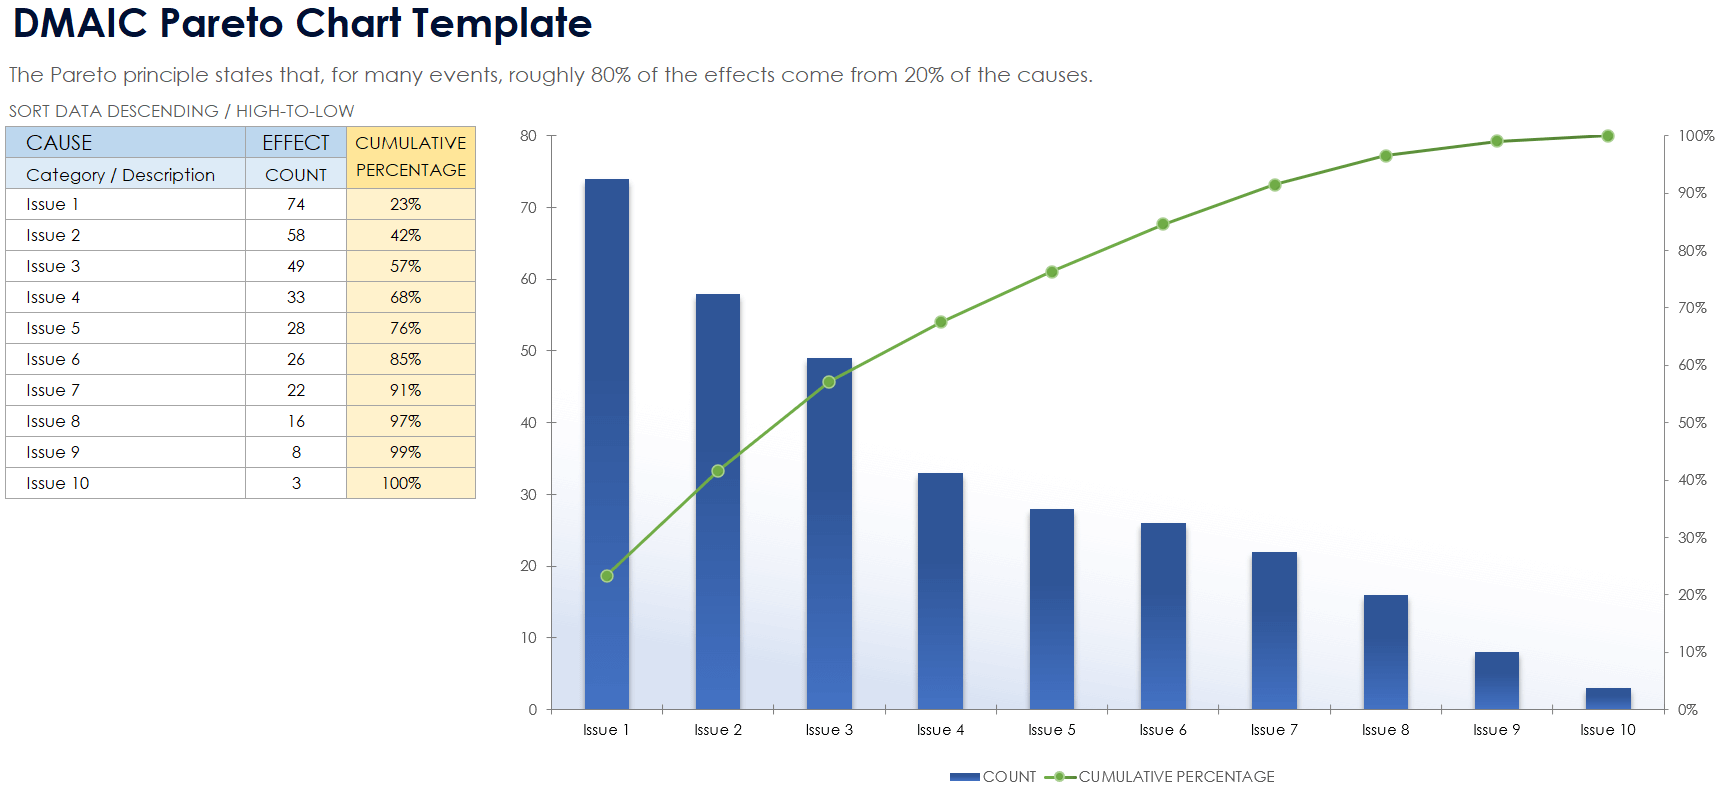 DMAIC Pareto Chart Template
The Pareto principle states that, for many events, roughly 80% of the effects come from 20% of the causes.
SORT DATA DESCENDING / HIGH-TO-LOW
CAUSE EFFECT CUMULATIVE PERCENTAGE
Category / Description COUNT
Issue 1 74 23%
Issue 2 58 42%
Issue 3 49 57%
Issue 4 33 68%
Issue 5 28 76%
Issue 6 26 85%
Issue 7 22 91%
Issue 8 16 97%
Issue 9 8 99%
Issue 10 3 100%
80
70
60
50
40
30
20
10
0
100%
90%
80%
70%
60%
50%
40%
30%
20%
10%
0%
Issue 1 Issue 2 Issue 3 Issue 4 Issue 5 Issue 6 Issue 7 Issue 8 Issue 9 Issue 10
COUNT CUMULATIVE PERCENTAGE